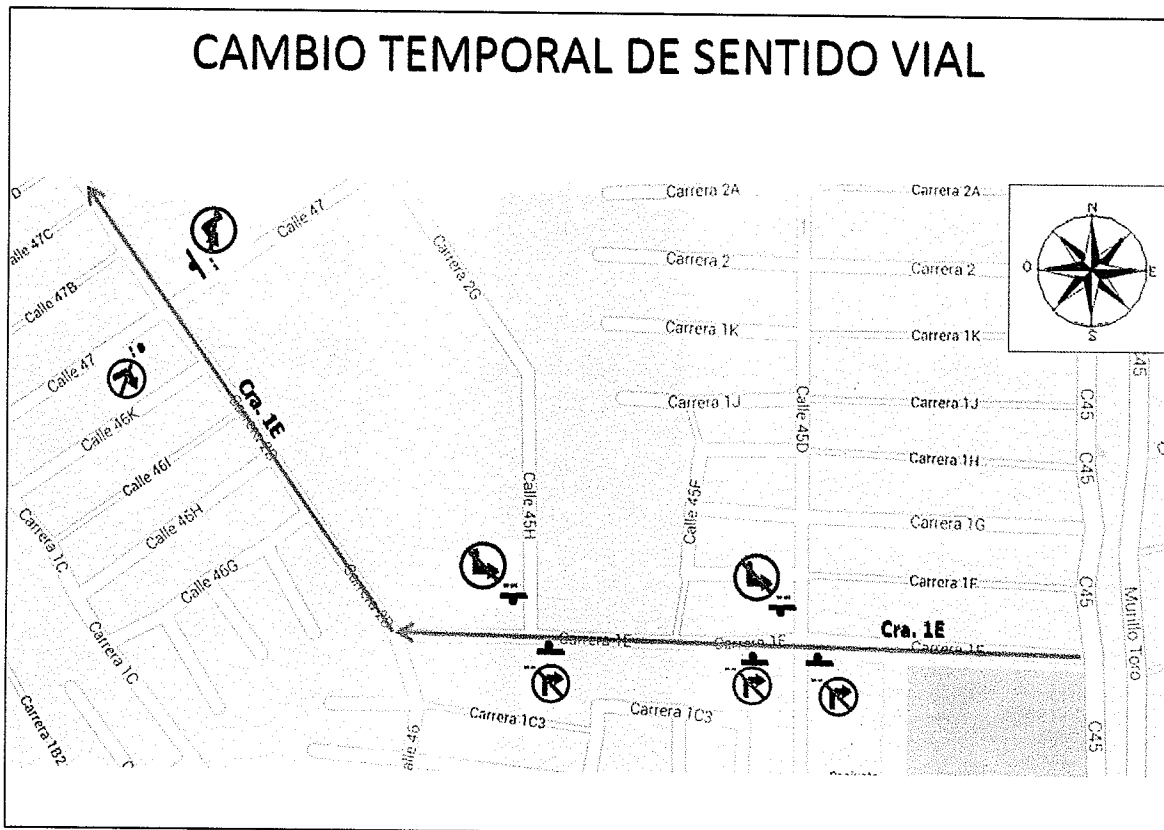 CAMBIO TEMPORAL DE SENTIDO VIAL
Carrera 2A
Carrera 2A
N
O
E
S
D
alle 47C
Calle 47
Carrera 2G
Carrera 2
Carrera 2
Calle 47B
Carrera 1K
Carrera 1K
Calle 47
Cra. 1E
C45
Carrera 1J
Carrera 1J
C45
Calle 46K
Calle 45D
Calle 46I
Carrera 1H
C45
Calle 45H
Calle 45F
Carrera 1C
Calle 46H
Carrera 1G
Calle 46G
Carrera 1F
C45
Murillo Toro
Cra. 1E
Carrera 1E
Carrera 1E
Carrera 1E
Carrera 1C
Carrera 1C3
Carrera 1C3
Carrera 1B2
alle 46
C45